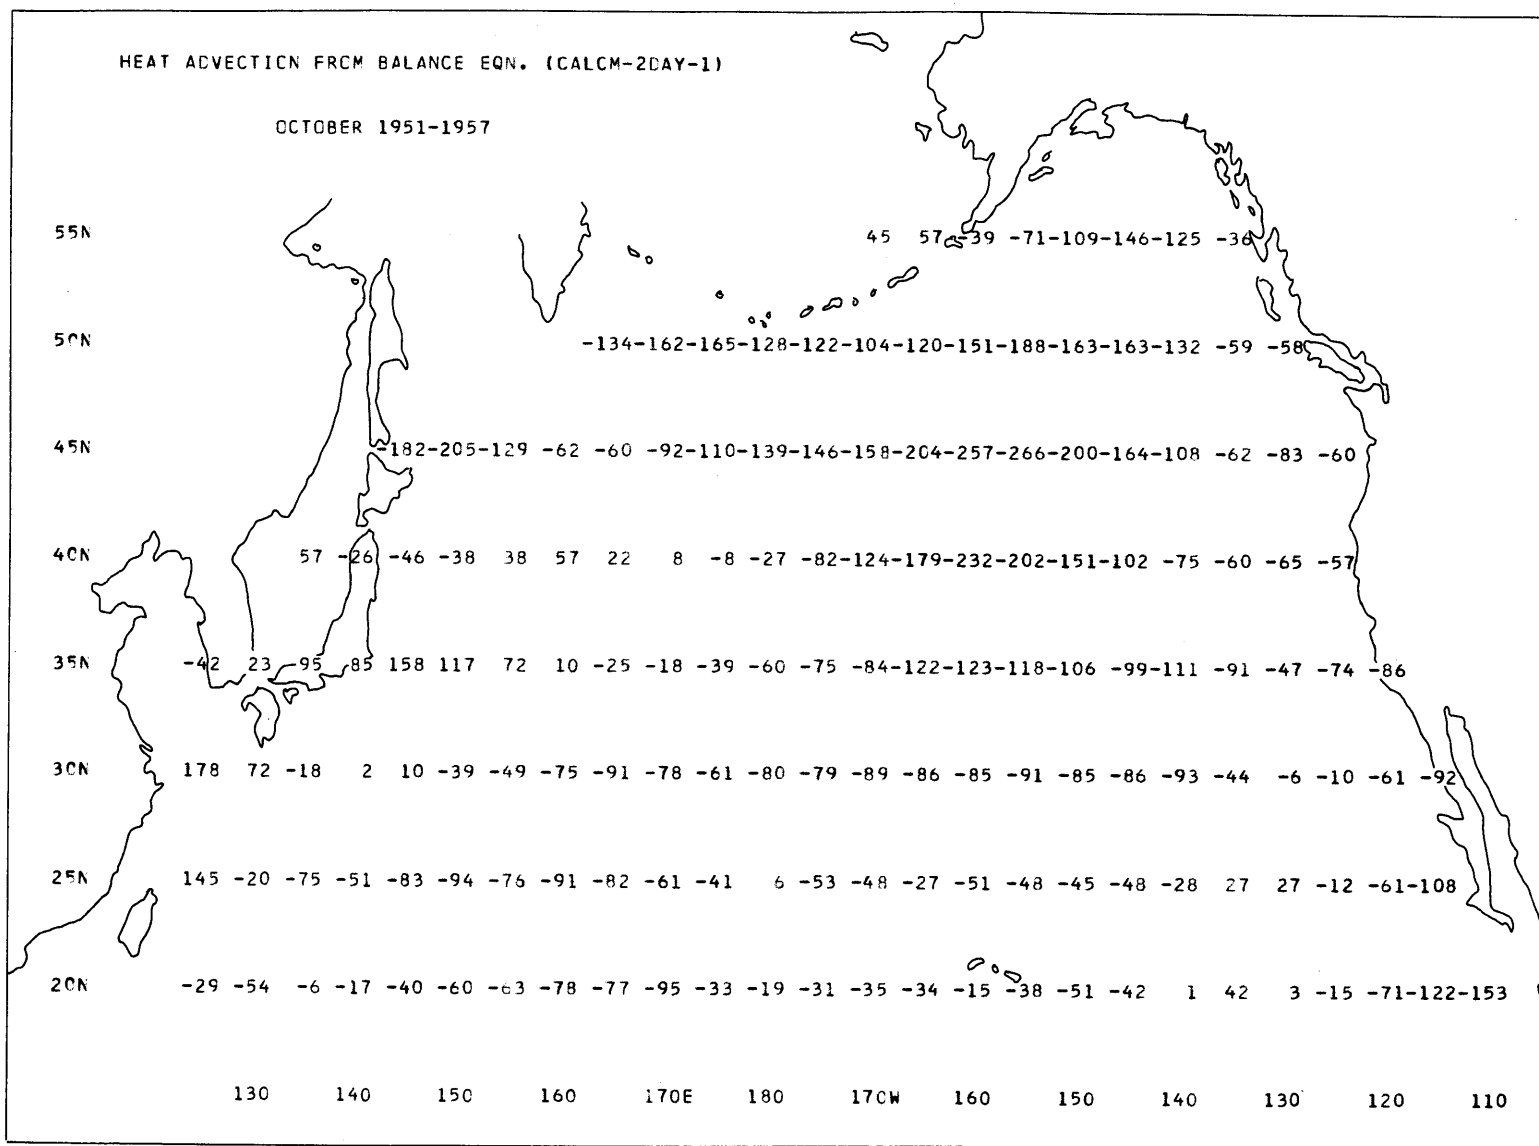 HEAT ADVECTION FROM BALANCE EQN. (CALCM-2DAY-1)
OCTOBER 1951-1957
55N 45 57 -39 -71-109-146-125 -36
50N -134-162-165-128-122-104-120-151-188-163-163-132 -59 -58
45N -182-205-129 -62 -60 -92-110-139-146-158-204-257-266-200-164-108 -62 -83 -60
40N 57 -26 -46 -38 38 57 22 8 -8 -27 -82-124-179-232-202-151-102 -75 -60 -65 -57
35N -42 23 -95 85 158 117 72 10 -25 -18 -39 -60 -75 -84-122-123-118-106 -99-111 -91 -47 -74 -86
30N 178 72 -18 2 10 -39 -49 -75 -91 -78 -61 -80 -79 -89 -86 -85 -91 -85 -86 -93 -44 -6 -10 -61 -92
25N 145 -20 -75 -51 -83 -94 -76 -91 -82 -61 -41 6 -53 -48 -27 -51 -48 -45 -48 -28 27 27 -12 -61-108
20N -29 -54 -6 -17 -40 -60 -63 -78 -77 -95 -33 -19 -31 -35 -34 -15 -38 -51 -42 1 42 3 -15 -71-122-153
130 140 150 160 170E 180 170W 160 150 140 130 120 110